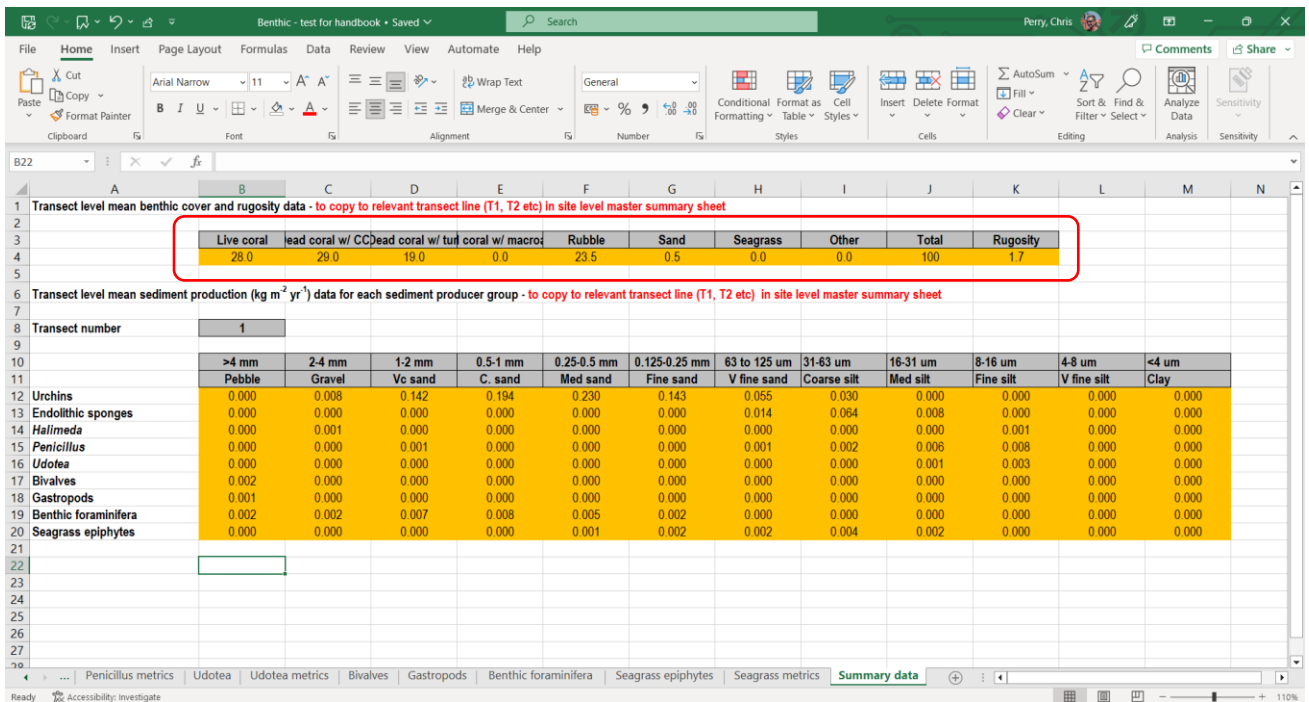 Benthic - test for handbook • Saved
Search
Perry, Chris
File Home Insert Page Layout Formulas Data Review View Automate Help
Comments Share
Paste
Cut
Copy
Format Painter
Clipboard
Arial Narrow 11 A^ A˅
B I U A
Font
Wrap Text
Merge & Center
Alignment
General
% 9
Number
Conditional Formatting
Format as Table
Cell Styles
Styles
Insert Delete Format
Cells
AutoSum
Fill
Clear
Sort & Filter
Find & Select
Editing
Analyze Data
Analysis
Sensitivity
Sensitivity
B22 fx
A B C D E F G H I J K L M N
1 Transect level mean benthic cover and rugosity data - to copy to relevant transect line (T1, T2 etc) in site level master summary sheet
2
3 Live coral ead coral w/ CC Dead coral w/ turf coral w/ macroa Rubble Sand Seagrass Other Total Rugosity
4 28.0 29.0 19.0 0.0 23.5 0.5 0.0 0.0 100 1.7
5
6 Transect level mean sediment production (kg m-2 yr-1) data for each sediment producer group - to copy to relevant transect line (T1, T2 etc) in site level master summary sheet
7
8 Transect number 1
9
10 >4 mm 2-4 mm 1-2 mm 0.5-1 mm 0.25-0.5 mm 0.125-0.25 mm 63 to 125 um 31-63 um 16-31 um 8-16 um 4-8 um <4 um
11 Pebble Gravel Vc sand C. sand Med sand Fine sand V fine sand Coarse silt Med silt Fine silt V fine silt Clay
12 Urchins 0.000 0.008 0.142 0.194 0.230 0.143 0.055 0.030 0.000 0.000 0.000 0.000
13 Endolithic sponges 0.000 0.000 0.000 0.000 0.000 0.000 0.014 0.064 0.008 0.000 0.000 0.000
14 Halimeda 0.000 0.001 0.000 0.000 0.000 0.000 0.000 0.000 0.000 0.001 0.000 0.000
15 Penicillus 0.000 0.000 0.001 0.000 0.000 0.000 0.001 0.002 0.006 0.008 0.000 0.000
16 Udotea 0.000 0.000 0.000 0.000 0.000 0.000 0.000 0.000 0.001 0.003 0.000 0.000
17 Bivalves 0.002 0.000 0.000 0.000 0.000 0.000 0.000 0.000 0.000 0.000 0.000 0.000
18 Gastropods 0.001 0.000 0.000 0.000 0.000 0.000 0.000 0.000 0.000 0.000 0.000 0.000
19 Benthic foraminifera 0.002 0.002 0.007 0.008 0.005 0.002 0.000 0.000 0.000 0.000 0.000 0.000
20 Seagrass epiphytes 0.000 0.000 0.000 0.000 0.001 0.002 0.002 0.004 0.002 0.000 0.000 0.000
21
22
23
24
25
26
27
28
... Penicillus metrics Udotea Udotea metrics Bivalves Gastropods Benthic foraminifera Seagrass epiphytes Seagrass metrics Summary data
Ready Accessibility: Investigate 110%